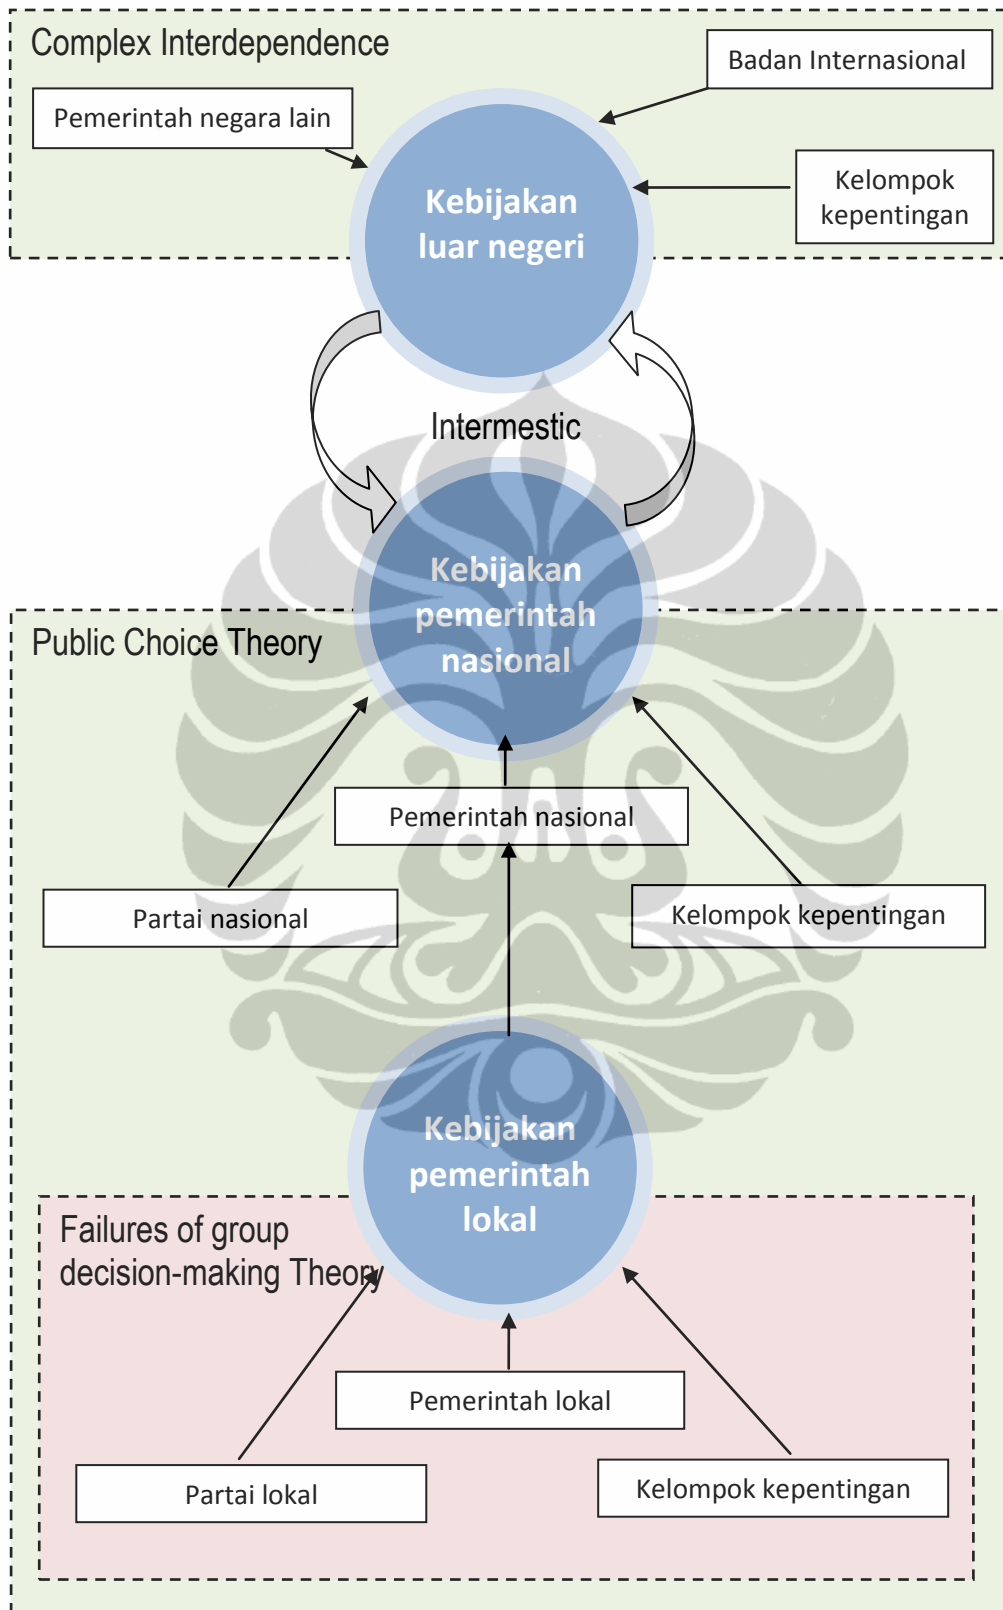 Complex Interdependence
Badan Internasional
Pemerintah negara lain
Kelompok
kepentingan
Kebijakan
luar negeri
Intermestic
Kebijakan
pemerintah
nasional
Public Choice Theory
Pemerintah nasional
Partai nasional
Kelompok kepentingan
Kebijakan
pemerintah
lokal
Failures of group
decision-making Theory
Pemerintah lokal
Partai lokal
Kelompok kepentingan